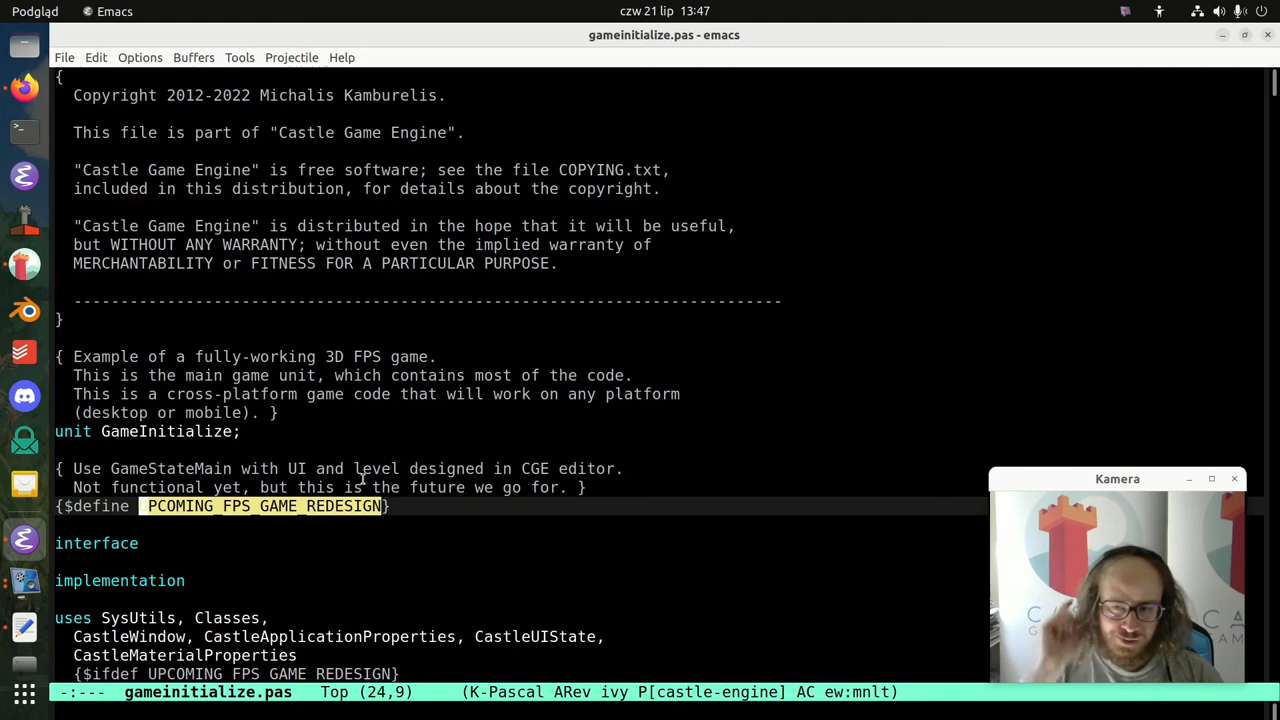 Podgląd
Emacs
czw 21 lip 13:47
gameinitialize.pas - emacs
File Edit Options Buffers Tools Projectile Help
{
Copyright 2012-2022 Michalis Kamburelis.
This file is part of "Castle Game Engine".
"Castle Game Engine" is free software; see the file COPYING.txt,
included in this distribution, for details about the copyright.
"Castle Game Engine" is distributed in the hope that it will be useful,
but WITHOUT ANY WARRANTY; without even the implied warranty of
MERCHANTABILITY or FITNESS FOR A PARTICULAR PURPOSE.
----------------------------------------------------------------------------
}
{ Example of a fully-working 3D FPS game.
This is the main game unit, which contains most of the code.
This is a cross-platform game code that will work on any platform
(desktop or mobile). }
unit GameInitialize;
{ Use GameStateMain with UI and level designed in CGE editor.
Not functional yet, but this is the future we go for. }
{$define UPCOMING_FPS_GAME_REDESIGN}
interface
implementation
uses SysUtils, Classes,
CastleWindow, CastleApplicationProperties, CastleUIState,
CastleMaterialProperties
{$ifdef UPCOMING_FPS_GAME_REDESIGN}
-:--- gameinitialize.pas Top (24,9) (K-Pascal ARev ivy P[castle-engine] AC ew:mnlt)
Kamera